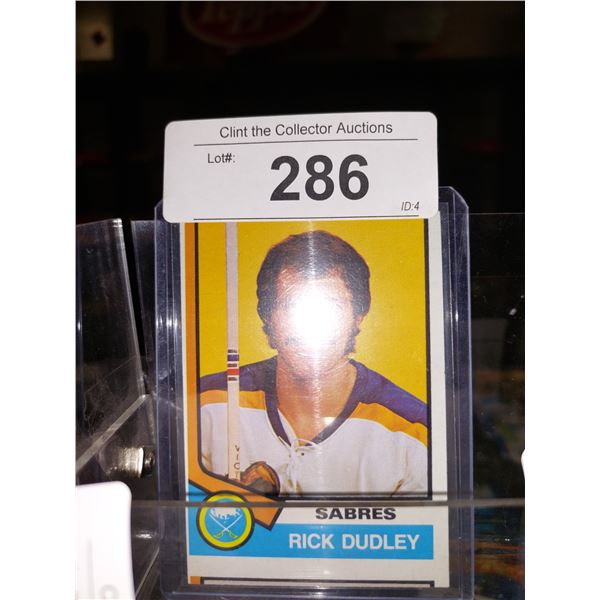 Clint the Collector Auctions
Lot#:
286
ID:4
SABRES
RICK DUDLEY